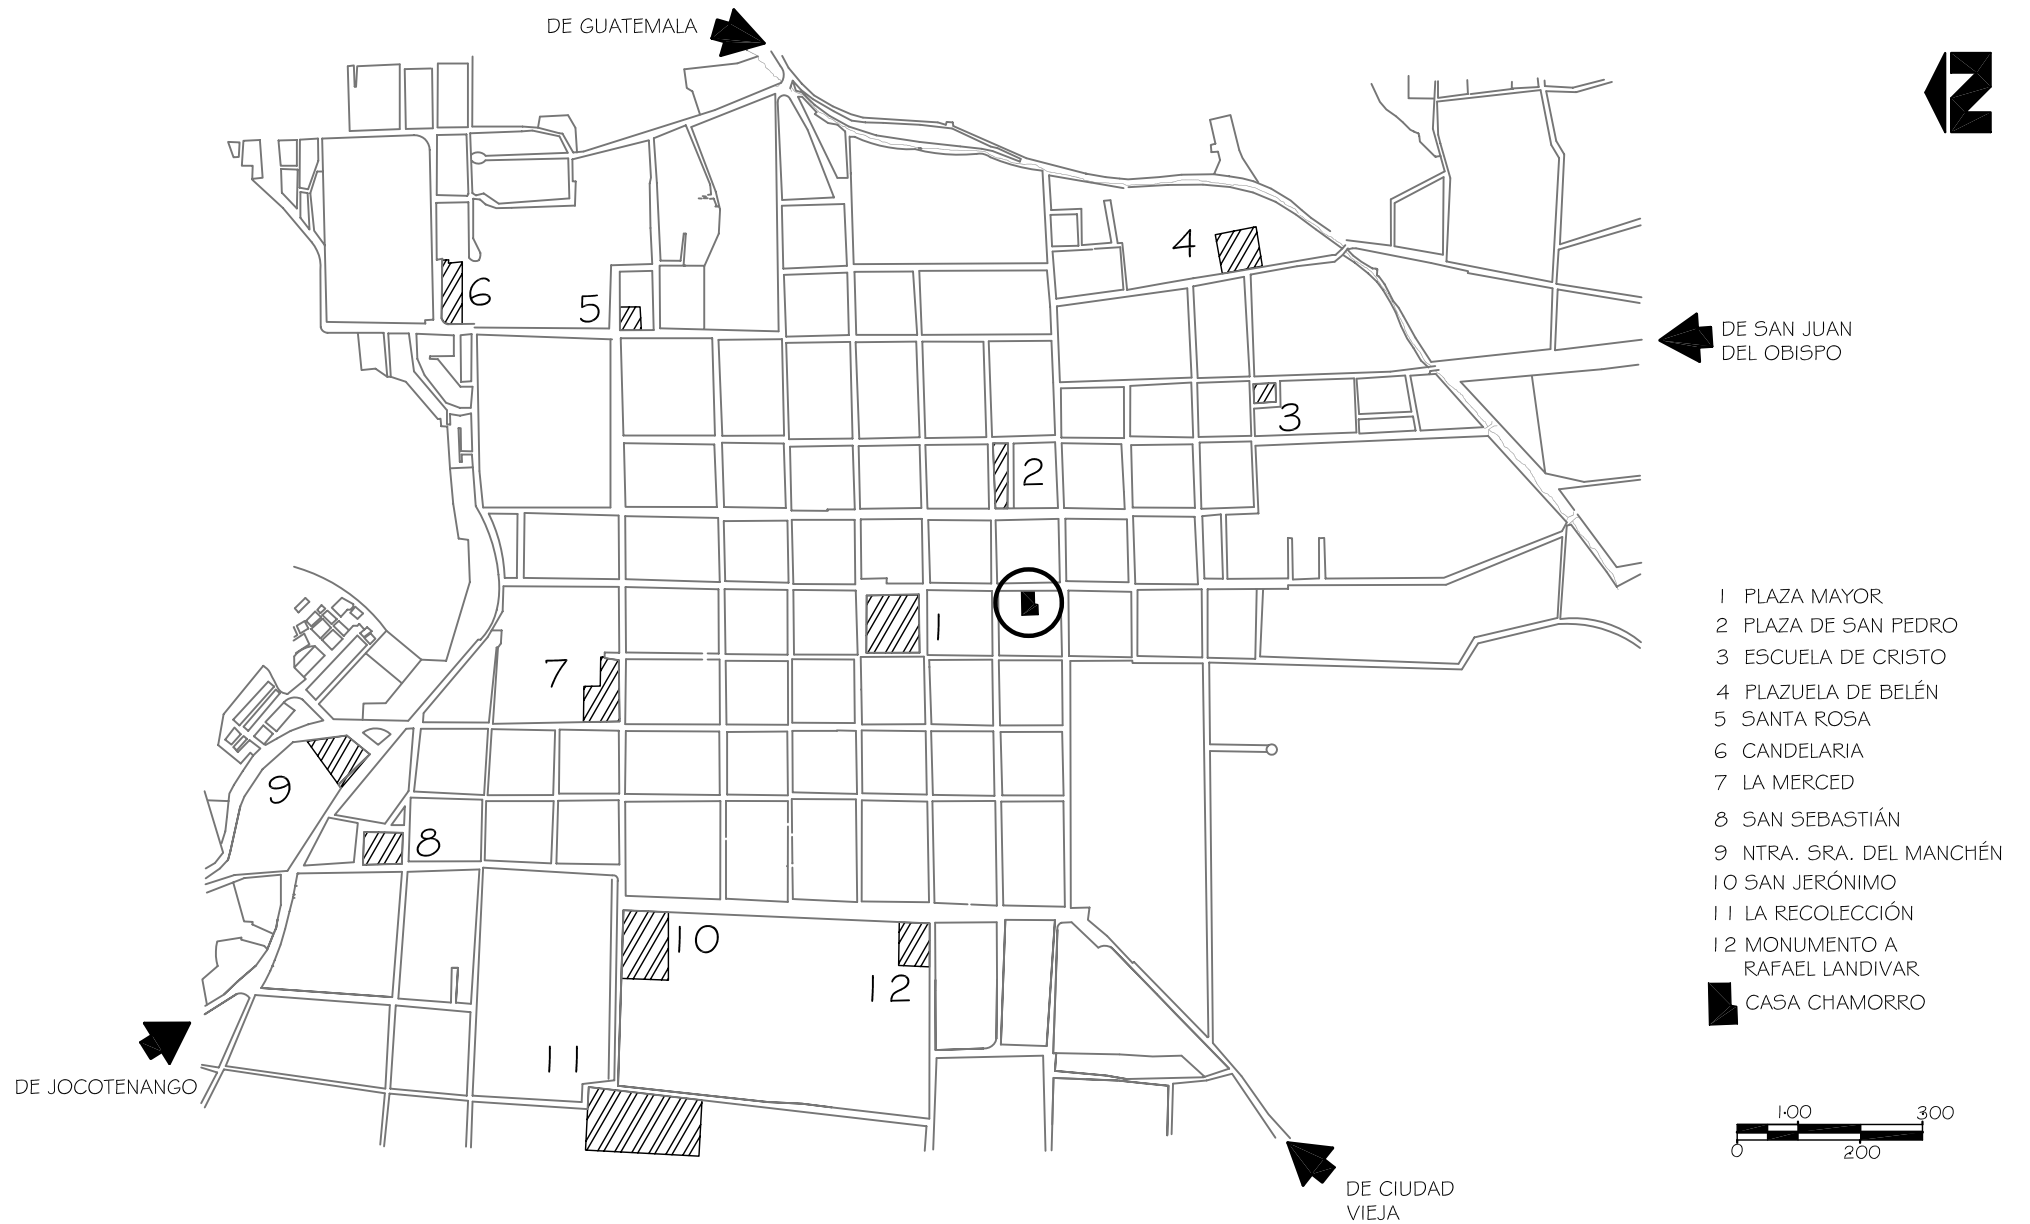 DE GUATEMALA
N
4
6
5
DE SAN JUAN
DEL OBISPO
3
2
1 PLAZA MAYOR
2 PLAZA DE SAN PEDRO
3 ESCUELA DE CRISTO
4 PLAZUELA DE BELÉN
5 SANTA ROSA
6 CANDELARIA
7 LA MERCED
8 SAN SEBASTIÁN
9 NTRA. SRA. DEL MANCHÉN
10 SAN JERÓNIMO
11 LA RECOLECCIÓN
12 MONUMENTO A
RAFAEL LANDIVAR
CASA CHAMORRO
1
7
9
8
10
12
11
DE JOCOTENANGO
100 300
0 200
DE CIUDAD
VIEJA